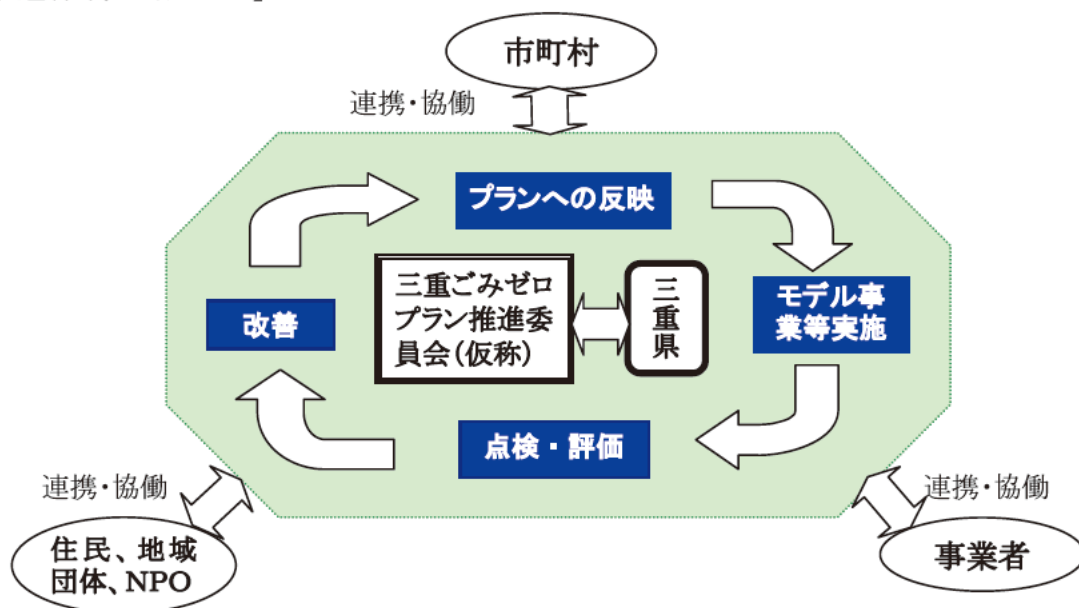 市町村
連携・協働
プランへの反映
三重ごみゼロ
プラン推進委
員会(仮称)
三
重
県
モデル事
業等実施
改善
点検・評価
連携・協働
住民、地域
団体、NPO
連携・協働
事業者